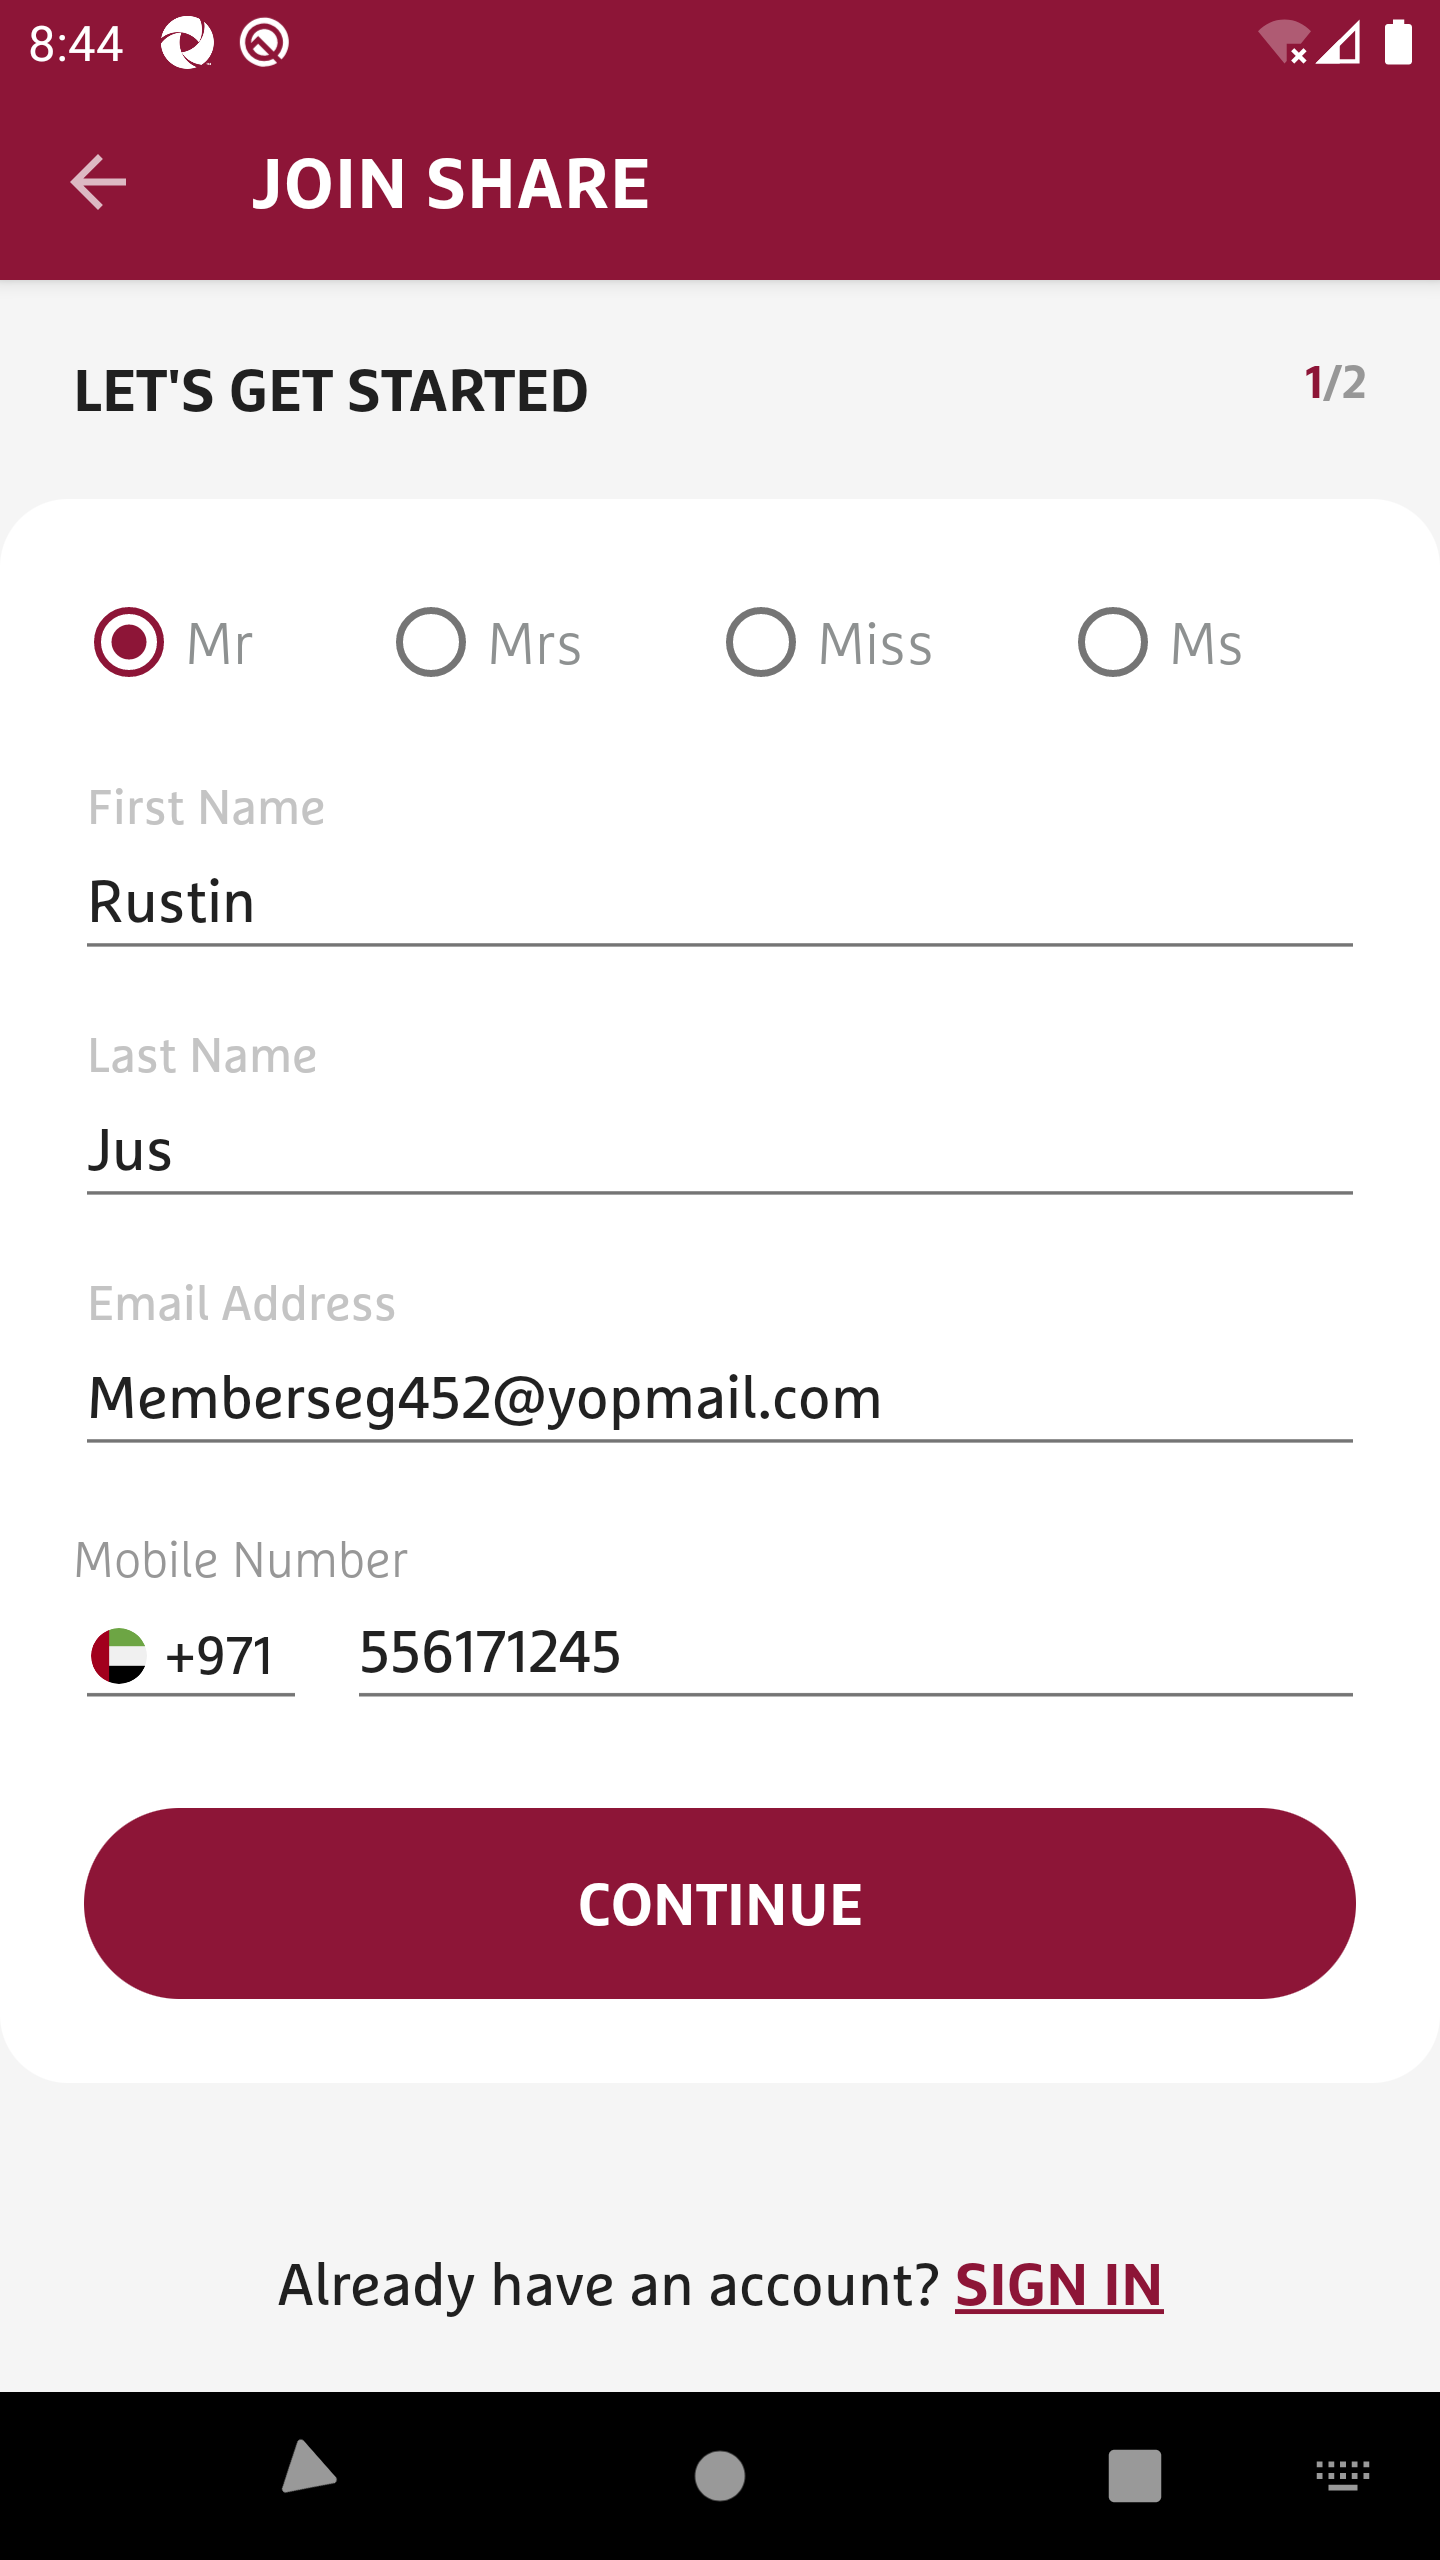 8:44
JOIN SHARE
LET'S GET STARTED
1/2
Mr Mrs Miss Ms
First Name
Rustin
Last Name
Jus
Email Address
Memberseg452@yopmail.com
Mobile Number
+971 556171245
CONTINUE
Already have an account? SIGN IN